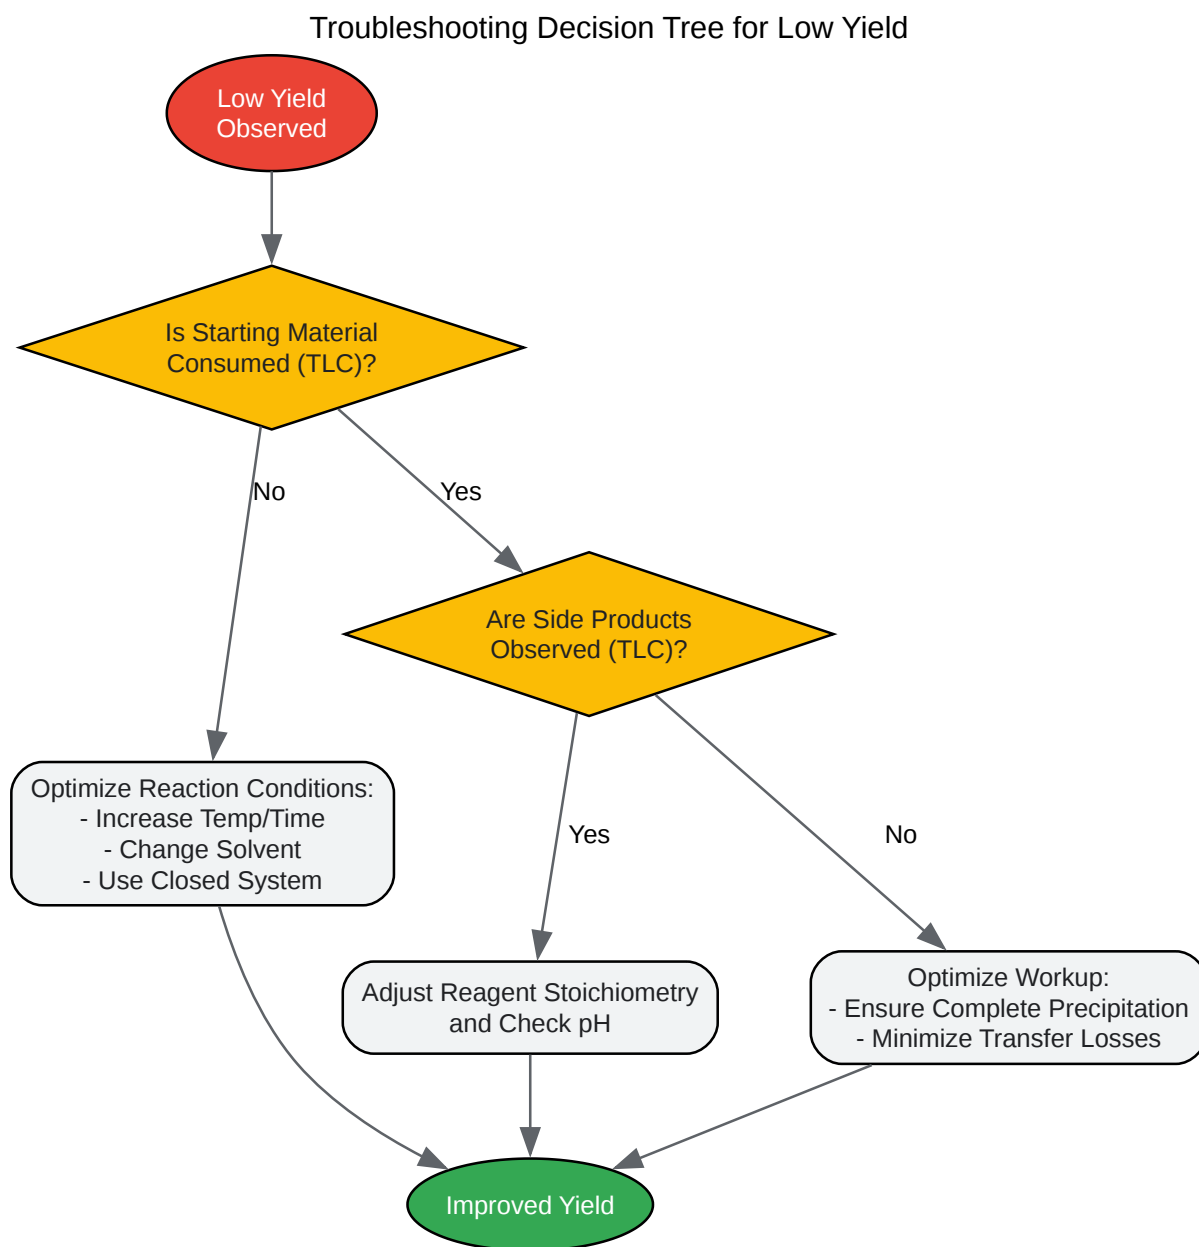 Troubleshooting Decision Tree for Low Yield
Low Yield
Observed
Is Starting Material
Consumed (TLC)?
No
Yes
Are Side Products
Observed (TLC)?
Optimize Reaction Conditions:
- Increase Temp/Time
- Change Solvent
- Use Closed System
Yes
No
Adjust Reagent Stoichiometry
and Check pH
Optimize Workup:
- Ensure Complete Precipitation
- Minimize Transfer Losses
Improved Yield